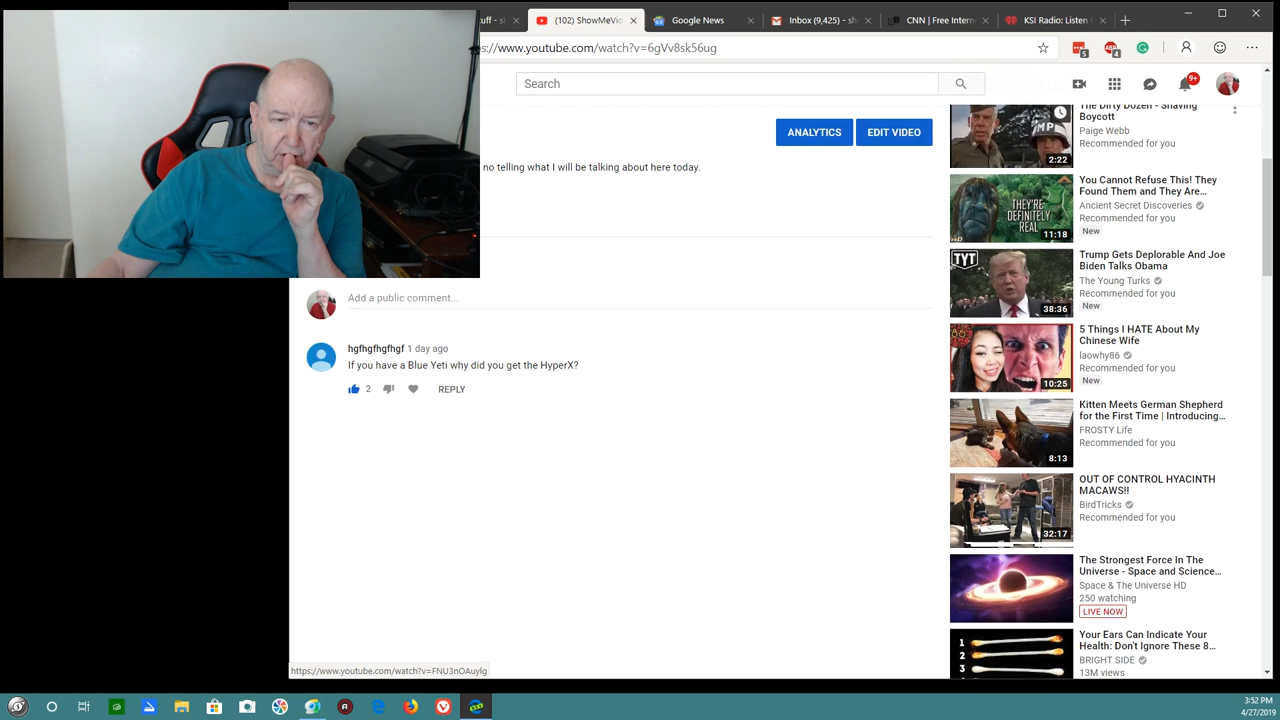 uff - st
(102) ShowMeVid
Google News
Inbox (9,425) - shov
CNN | Free Intern
KSI Radio: Listen t
s://www.youtube.com/watch?v=6gVv8sk56ug
5
4
Search
9+
ANALYTICS
EDIT VIDEO
no telling what I will be talking about here today.
Add a public comment...
hgfhgfhgfhgf 1 day ago
If you have a Blue Yeti why did you get the HyperX?
2
REPLY
The Dirty Dozen - Shaving
Boycott
Paige Webb
Recommended for you
MP
2:22
You Cannot Refuse This! They
Found Them and They Are...
Ancient Secret Discoveries
Recommended for you
New
THEY'RE
DEFINITELY
REAL
11:18
Trump Gets Deplorable And Joe
Biden Talks Obama
The Young Turks
Recommended for you
New
TYT
38:36
5 Things I HATE About My
Chinese Wife
laowhy86
Recommended for you
New
10:25
Kitten Meets German Shepherd
for the First Time | Introducing...
FROSTY Life
Recommended for you
8:13
OUT OF CONTROL HYACINTH
MACAWS!!
BirdTricks
Recommended for you
32:17
The Strongest Force In The
Universe - Space and Science...
Space & The Universe HD
250 watching
LIVE NOW
Your Ears Can Indicate Your
Health: Don't Ignore These 8...
BRIGHT SIDE
13M views
1
2
3
https://www.youtube.com/watch?v=FNU3nOAuylg
3:52 PM
4/27/2019